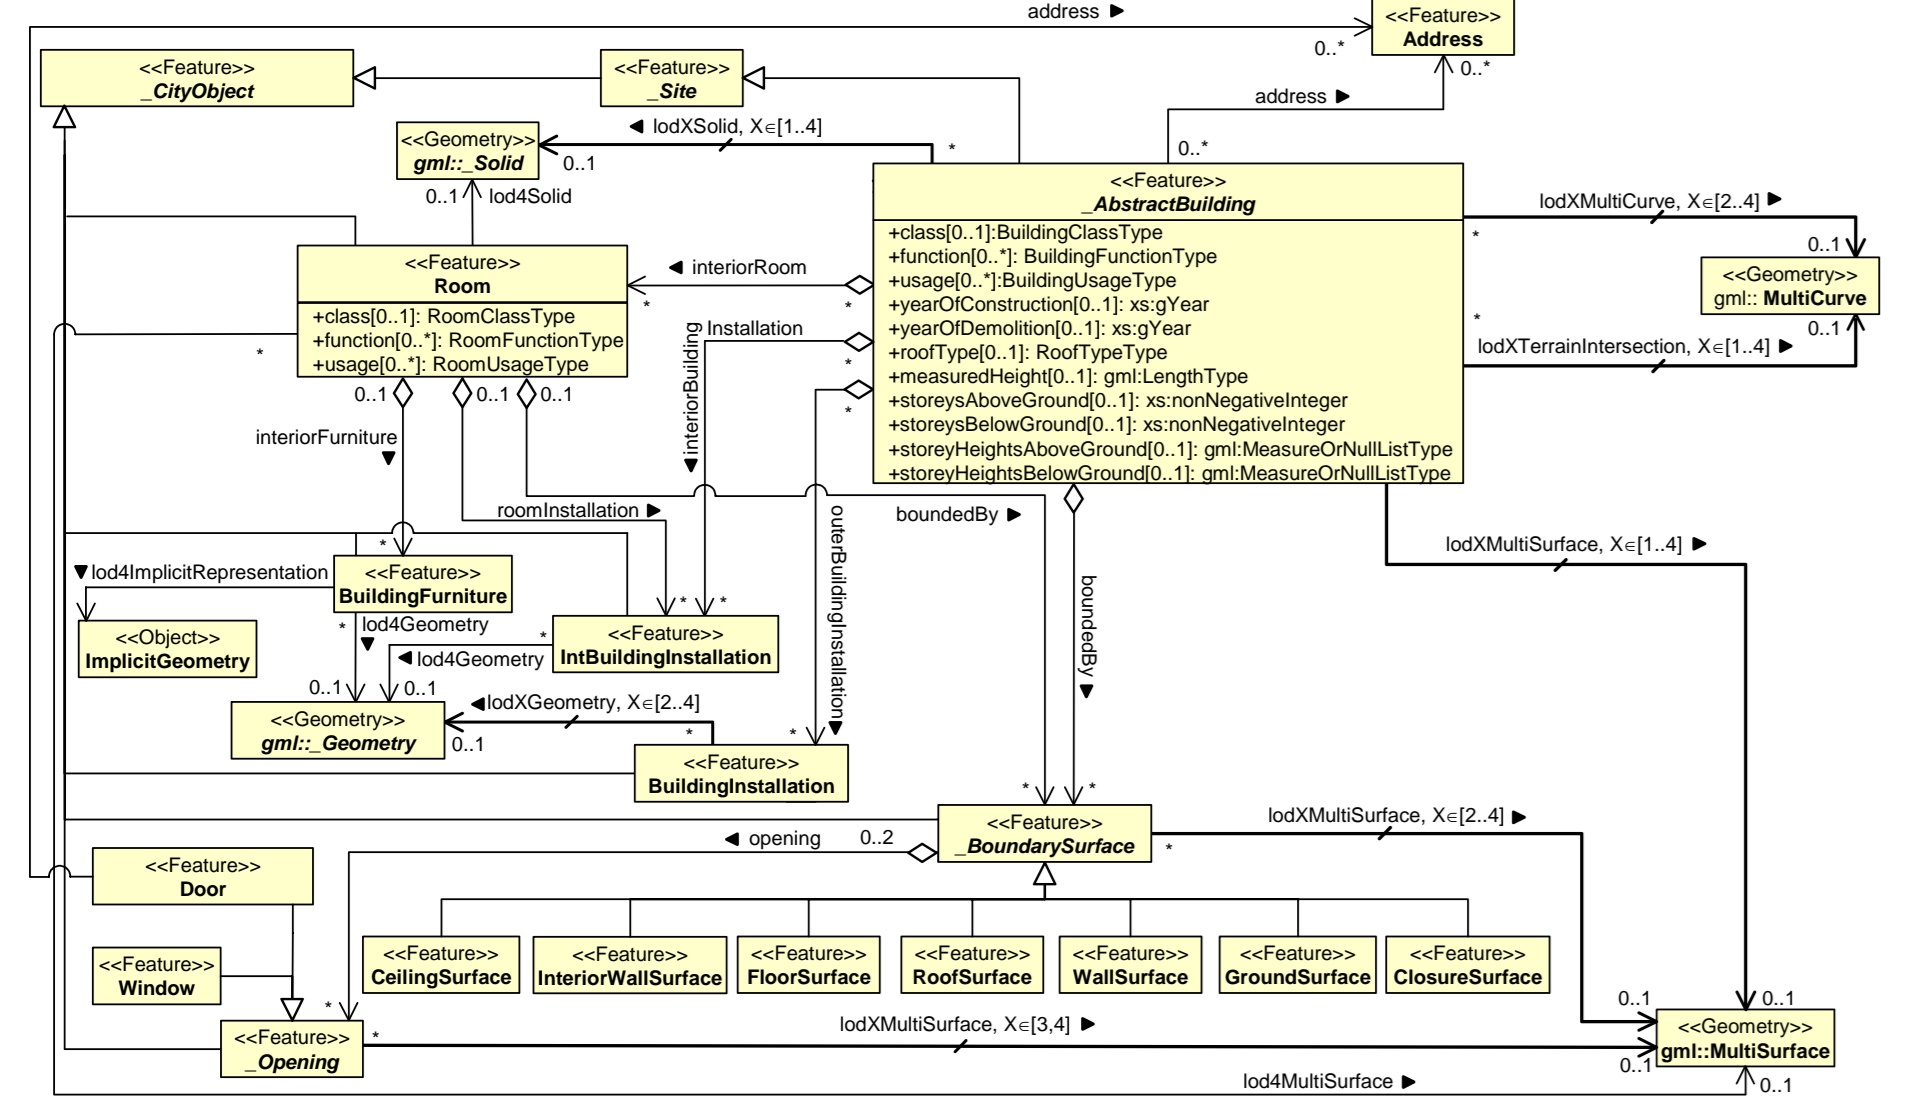 address ►
<<Feature>>
Address
0..*
0..*
<<Feature>>
_CityObject
<<Feature>>
_Site
address ►
0..*
◄ lodXSolid, X∈[1..4]
*
<<Geometry>>
gml::_Solid
0..1
0..1
lod4Solid
<<Feature>>
_AbstractBuilding
+class[0..1]:BuildingClassType
+function[0..*]: BuildingFunctionType
+usage[0..*]:BuildingUsageType
+yearOfConstruction[0..1]: xs:gYear
+yearOfDemolition[0..1]: xs:gYear
+roofType[0..1]: RoofTypeType
+measuredHeight[0..1]: gml:LengthType
+storeysAboveGround[0..1]: xs:nonNegativeInteger
+storeysBelowGround[0..1]: xs:nonNegativeInteger
+storeyHeightsAboveGround[0..1]: gml:MeasureOrNullListType
+storeyHeightsBelowGround[0..1]: gml:MeasureOrNullListType
lodXMultiCurve, X∈[2..4] ►
*
0..1
<<Geometry>>
gml:: MultiCurve
*
0..1
lodXTerrainIntersection, X∈[1..4] ►
<<Feature>>
Room
+class[0..1]: RoomClassType
+function[0..*]: RoomFunctionType
+usage[0..*]: RoomUsageType
◄ interiorRoom
*
*
*
interiorBuilding
Installation
▼
*
*
0..1
0..1
0..1
interiorFurniture
▼
roomInstallation ►
boundedBy ►
outerBuildingInstallation
▼
boundedBy
▼
lodXMultiSurface, X∈[1..4] ►
*
<<Feature>>
BuildingFurniture
▼ lod4ImplicitRepresentation
<<Object>>
ImplicitGeometry
*
lod4Geometry
▼
*
*
*
<<Feature>>
IntBuildingInstallation
◄ lod4Geometry
0..1
0..1
<<Geometry>>
gml::_Geometry
◄ lodXGeometry, X∈[2..4]
0..1
*
*
<<Feature>>
BuildingInstallation
*
*
<<Feature>>
_BoundarySurface
◄ opening
0..2
lodXMultiSurface, X∈[2..4] ►
*
<<Feature>>
Door
<<Feature>>
Window
<<Feature>>
CeilingSurface
<<Feature>>
InteriorWallSurface
<<Feature>>
FloorSurface
<<Feature>>
RoofSurface
<<Feature>>
WallSurface
<<Feature>>
GroundSurface
<<Feature>>
ClosureSurface
*
<<Feature>>
_Opening
*
lodXMultiSurface, X∈[3,4] ►
0..1
0..1
<<Geometry>>
gml::MultiSurface
0..1
lod4MultiSurface ►
0..1